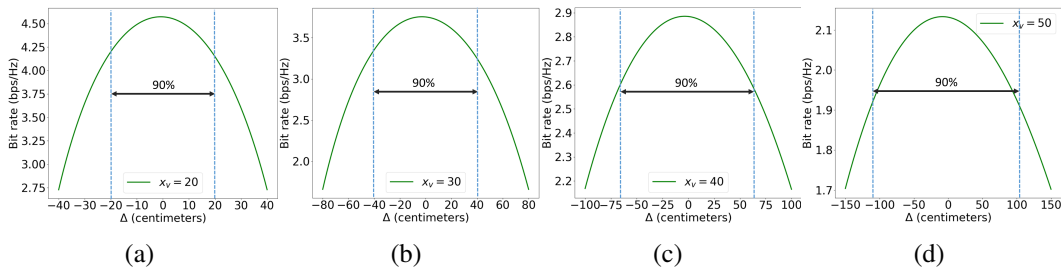 Bit rate (bps/Hz)
4.50
4.25
4.00
3.75
3.50
3.25
3.00
2.75
90%
x_v = 20
−40 −30 −20 −10 0 10 20 30 40
Δ (centimeters)
(a)
Bit rate (bps/Hz)
3.5
3.0
2.5
2.0
90%
x_v = 30
−80 −60 −40 −20 0 20 40 60 80
Δ (centimeters)
(b)
Bit rate (bps/Hz)
2.9
2.8
2.7
2.6
2.5
2.4
2.3
2.2
90%
x_v = 40
−100 −75 −50 −25 0 25 50 75 100
Δ (centimeters)
(c)
Bit rate (bps/Hz)
2.1
2.0
1.9
1.8
1.7
x_v = 50
90%
−150 −100 −50 0 50 100 150
Δ (centimeters)
(d)